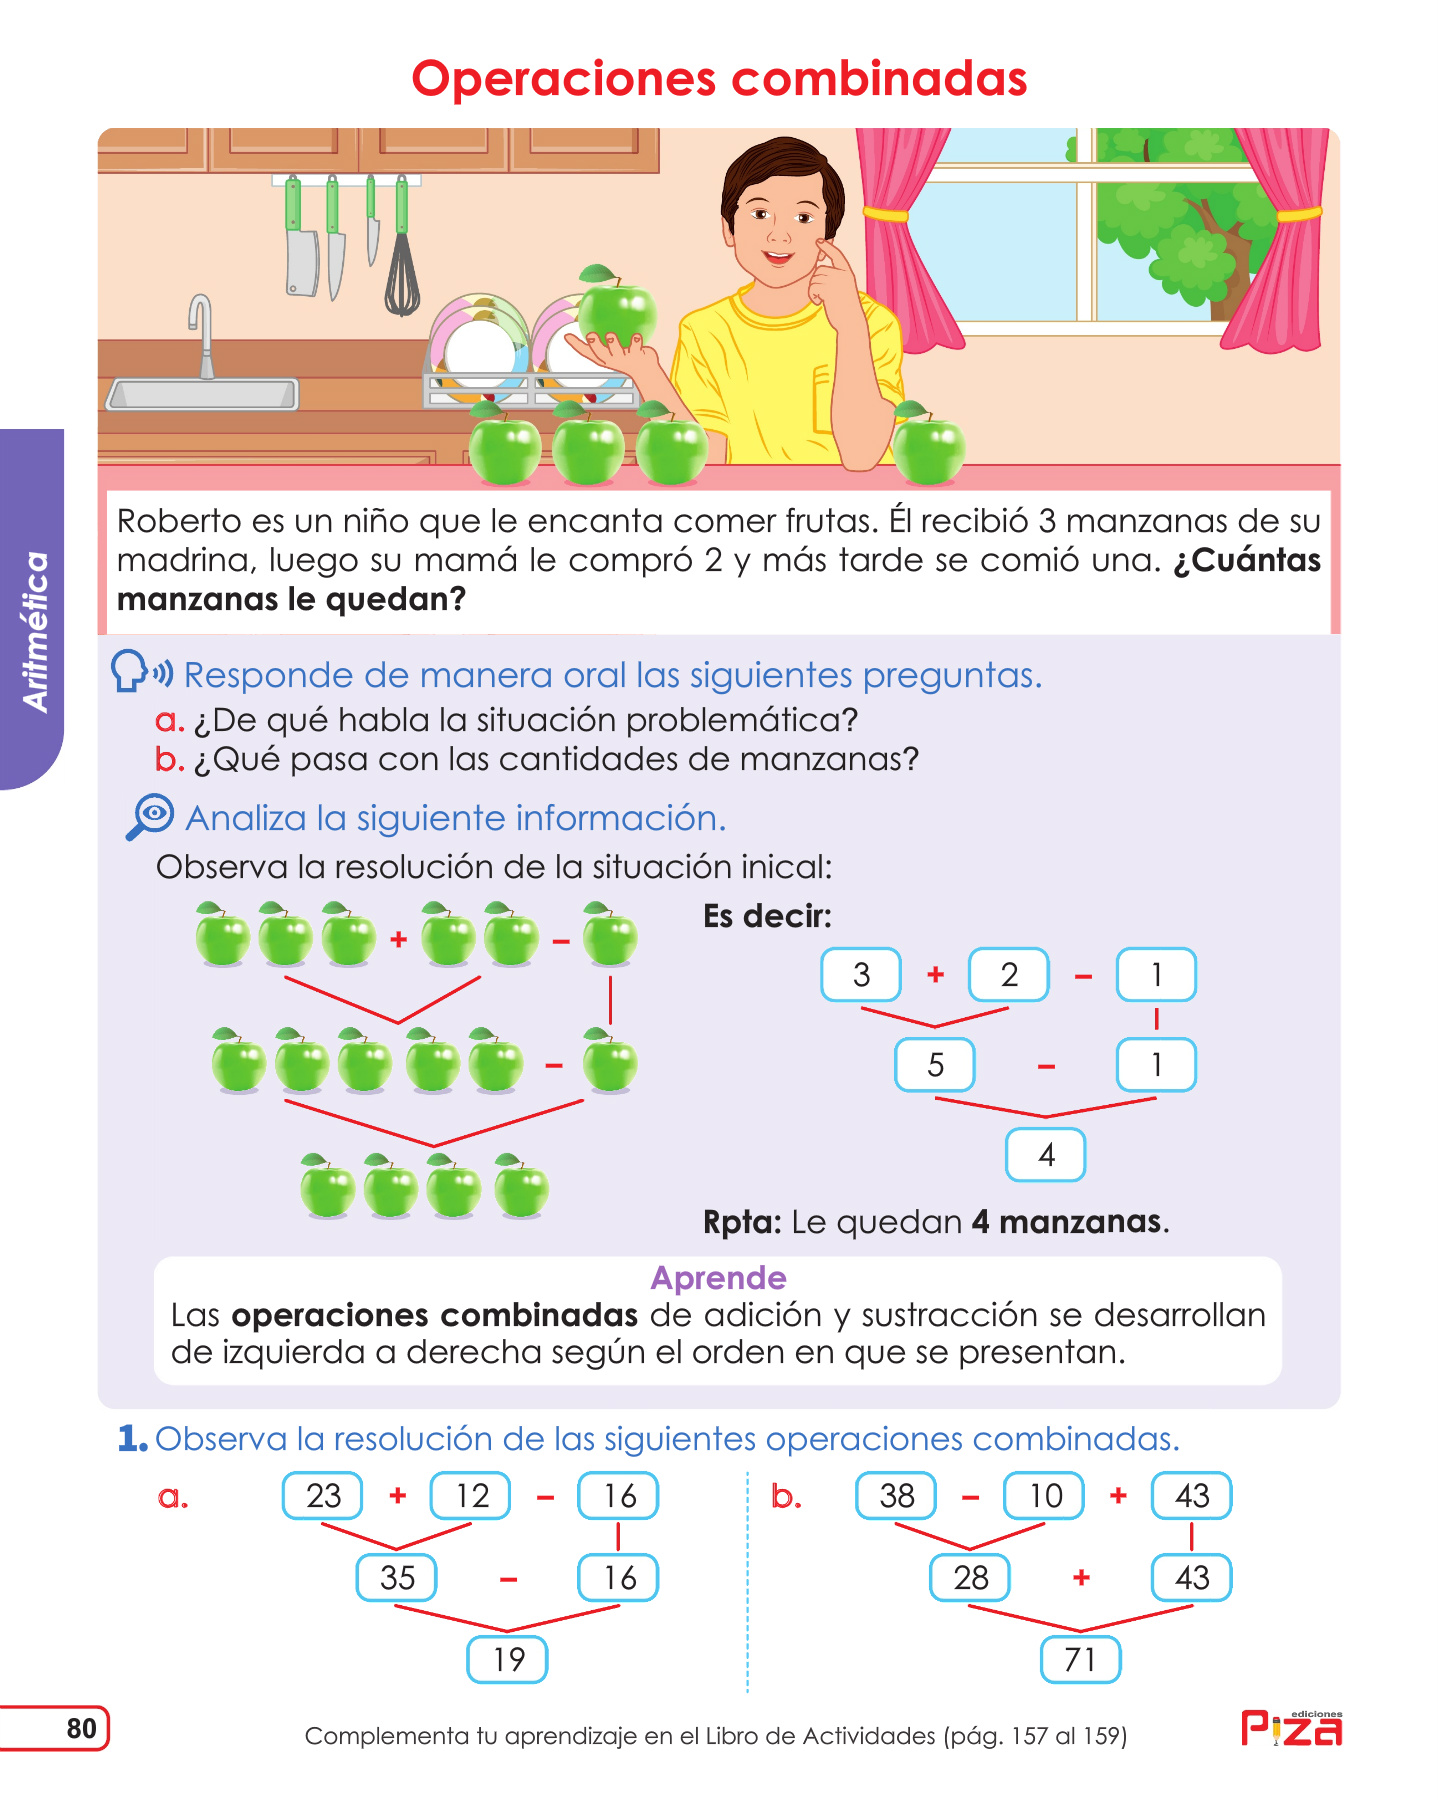 Operaciones combinadas
Roberto es un niño que le encanta comer frutas. Él recibió 3 manzanas de su
madrina, luego su mamá le compró 2 y más tarde se comió una. ¿Cuántas
manzanas le quedan?
Aritmética
Responde de manera oral las siguientes preguntas.
a. ¿De qué habla la situación problemática?
b. ¿Qué pasa con las cantidades de manzanas?
Analiza la siguiente información.
Observa la resolución de la situación inical:
+ –
–
Es decir:
3 + 2 – 1
5 – 1
4
Rpta: Le quedan 4 manzanas.
Aprende
Las operaciones combinadas de adición y sustracción se desarrollan
de izquierda a derecha según el orden en que se presentan.
1. Observa la resolución de las siguientes operaciones combinadas.
a. 23 + 12 – 16
35 – 16
19
b. 38 – 10 + 43
28 + 43
71
80
Complementa tu aprendizaje en el Libro de Actividades (pág. 157 al 159)
ediciones
Piza